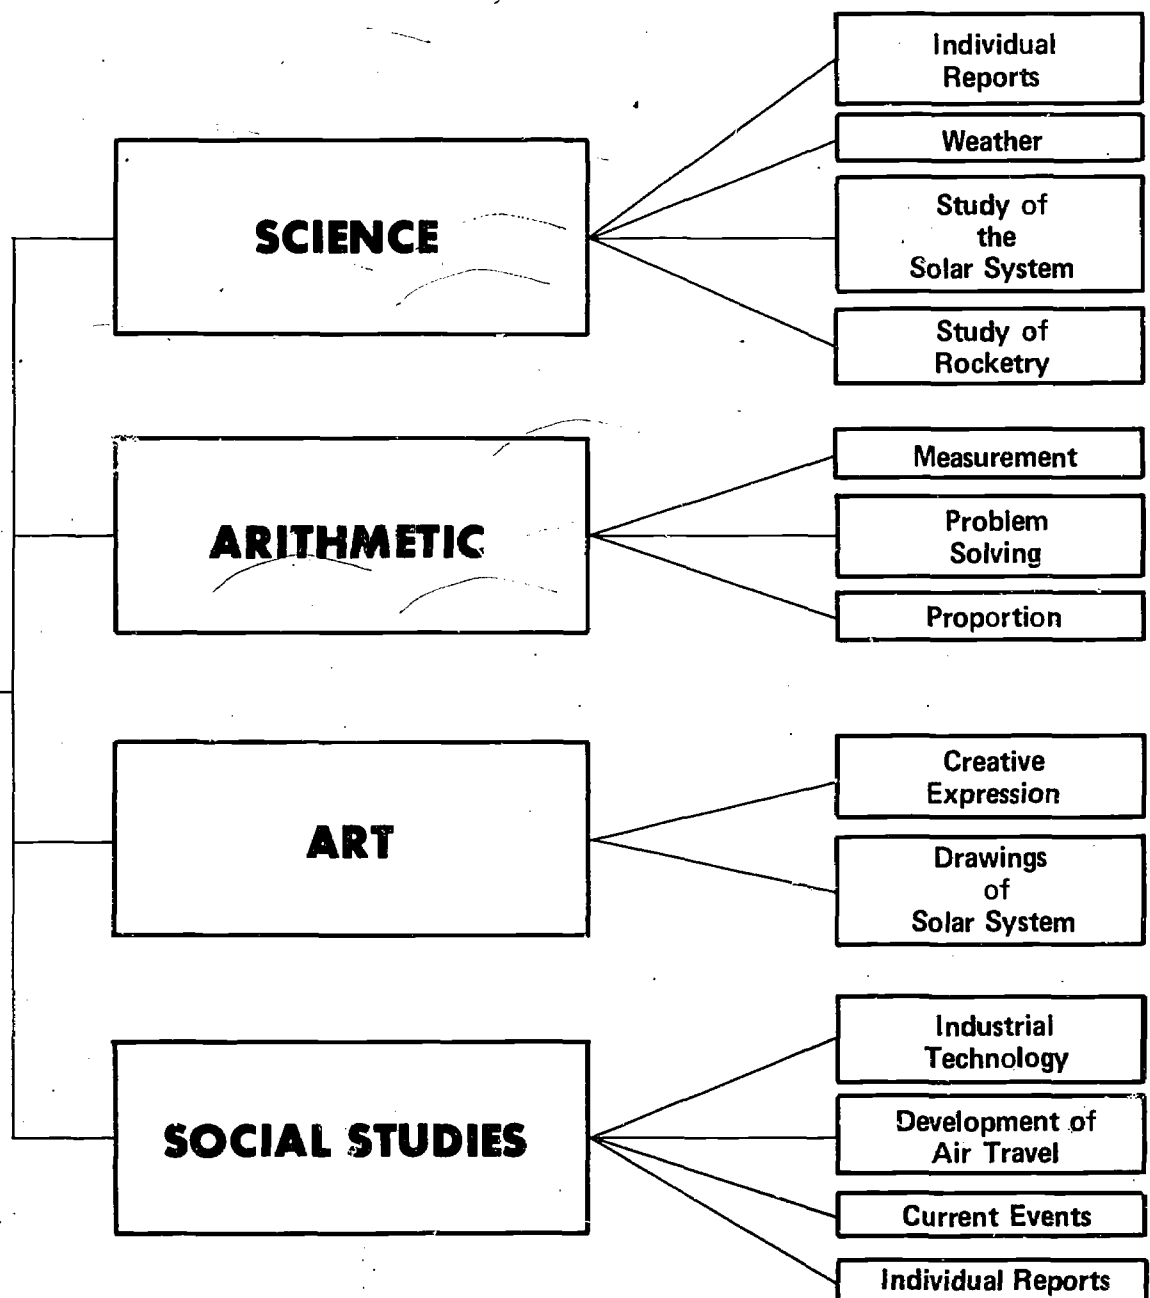 SCIENCE
Individual
Reports
Weather
Study of
the
Solar System
Study of
Rocketry
ARITHMETIC
Measurement
Problem
Solving
Proportion
ART
Creative
Expression
Drawings
of
Solar System
SOCIAL STUDIES
Industrial
Technology
Development of
Air Travel
Current Events
Individual Reports